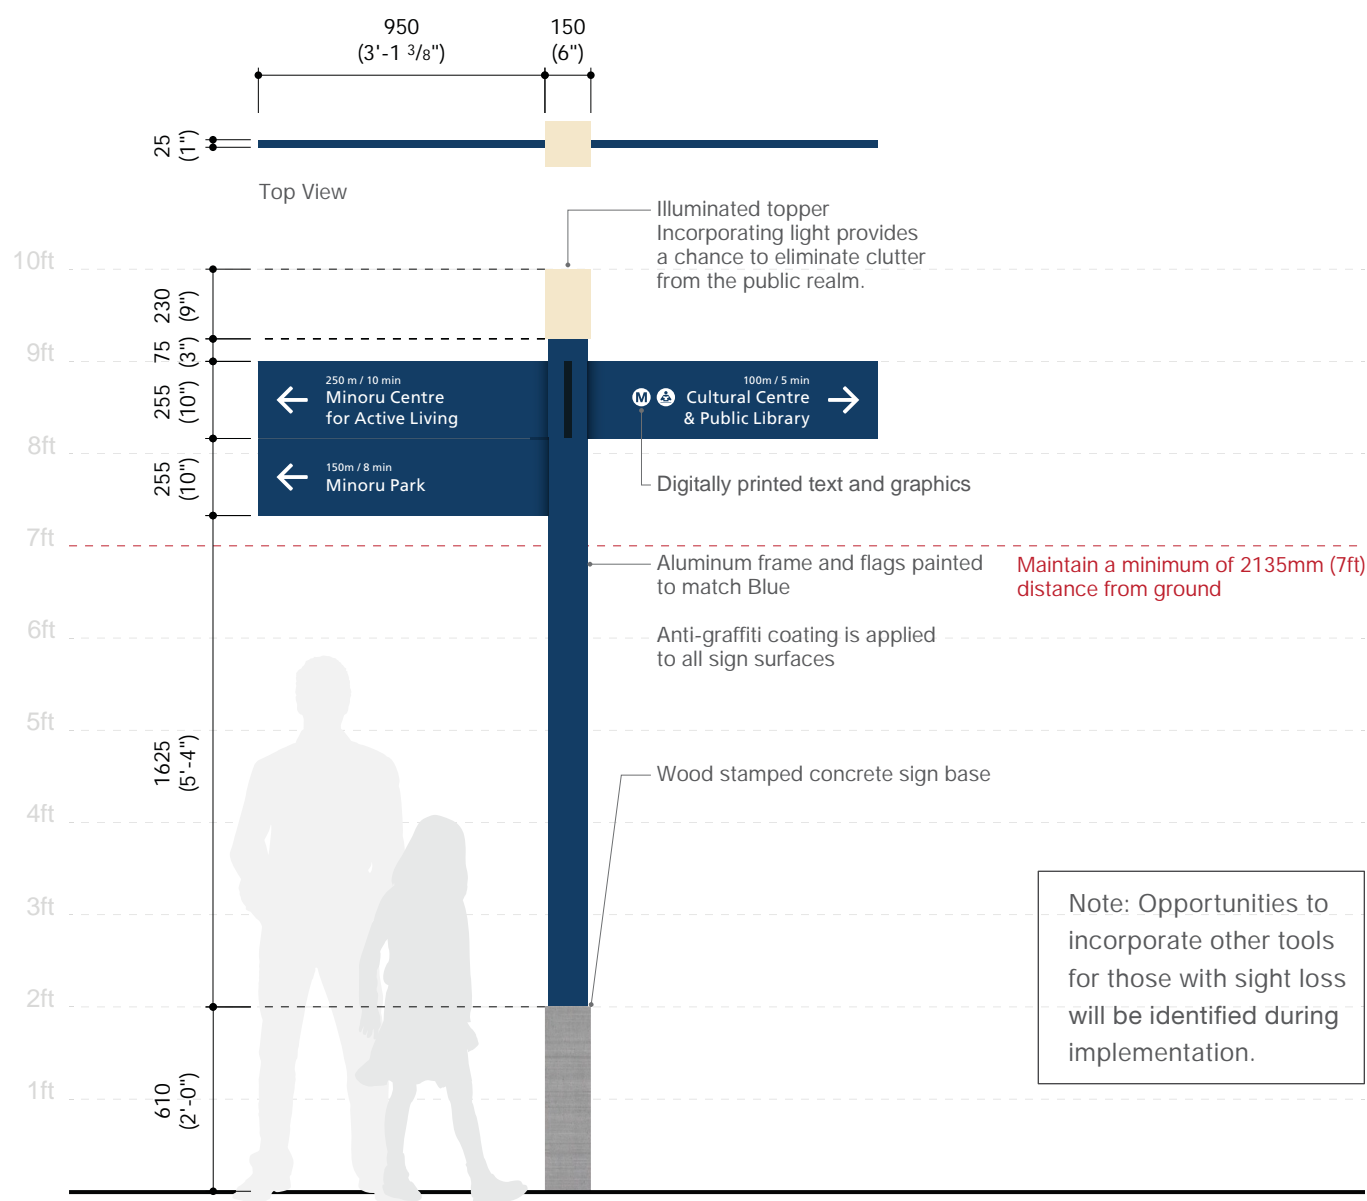 950
(3'-1 3/8")
150
(6")
25
(1")
Top View
Illuminated topper
Incorporating light provides
a chance to eliminate clutter
from the public realm.
10ft
230
(9")
75
(3")
9ft
255
(10")
250 m / 10 min
Minoru Centre
for Active Living
100m / 5 min
M
Cultural Centre
& Public Library
8ft
255
(10")
150m / 8 min
Minoru Park
Digitally printed text and graphics
7ft
Aluminum frame and flags painted
to match Blue
Maintain a minimum of 2135mm (7ft)
distance from ground
Anti-graffiti coating is applied
to all sign surfaces
6ft
5ft
1625
(5'-4")
Wood stamped concrete sign base
4ft
3ft
Note: Opportunities to
incorporate other tools
for those with sight loss
will be identified during
implementation.
2ft
610
(2'-0")
1ft